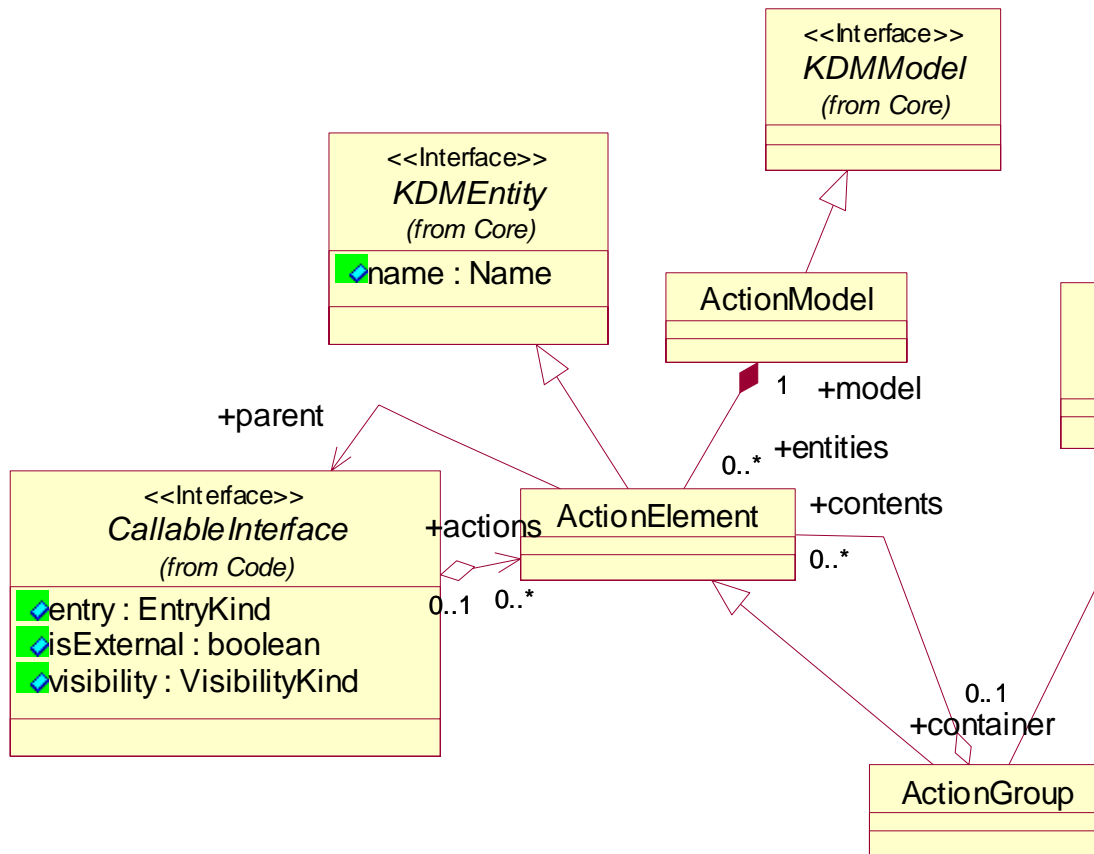 <<Interface>>
KDMModel
(from Core)
<<Interface>>
KDMEntity
(from Core)
name : Name
ActionModel
1
+model
+parent
+entities
0..*
<<Interface>>
CallableInterface
(from Code)
entry : EntryKind
isExternal : boolean
visibility : VisibilityKind
+actions
0..1
0..*
ActionElement
+contents
0..*
0..1
+container
ActionGroup